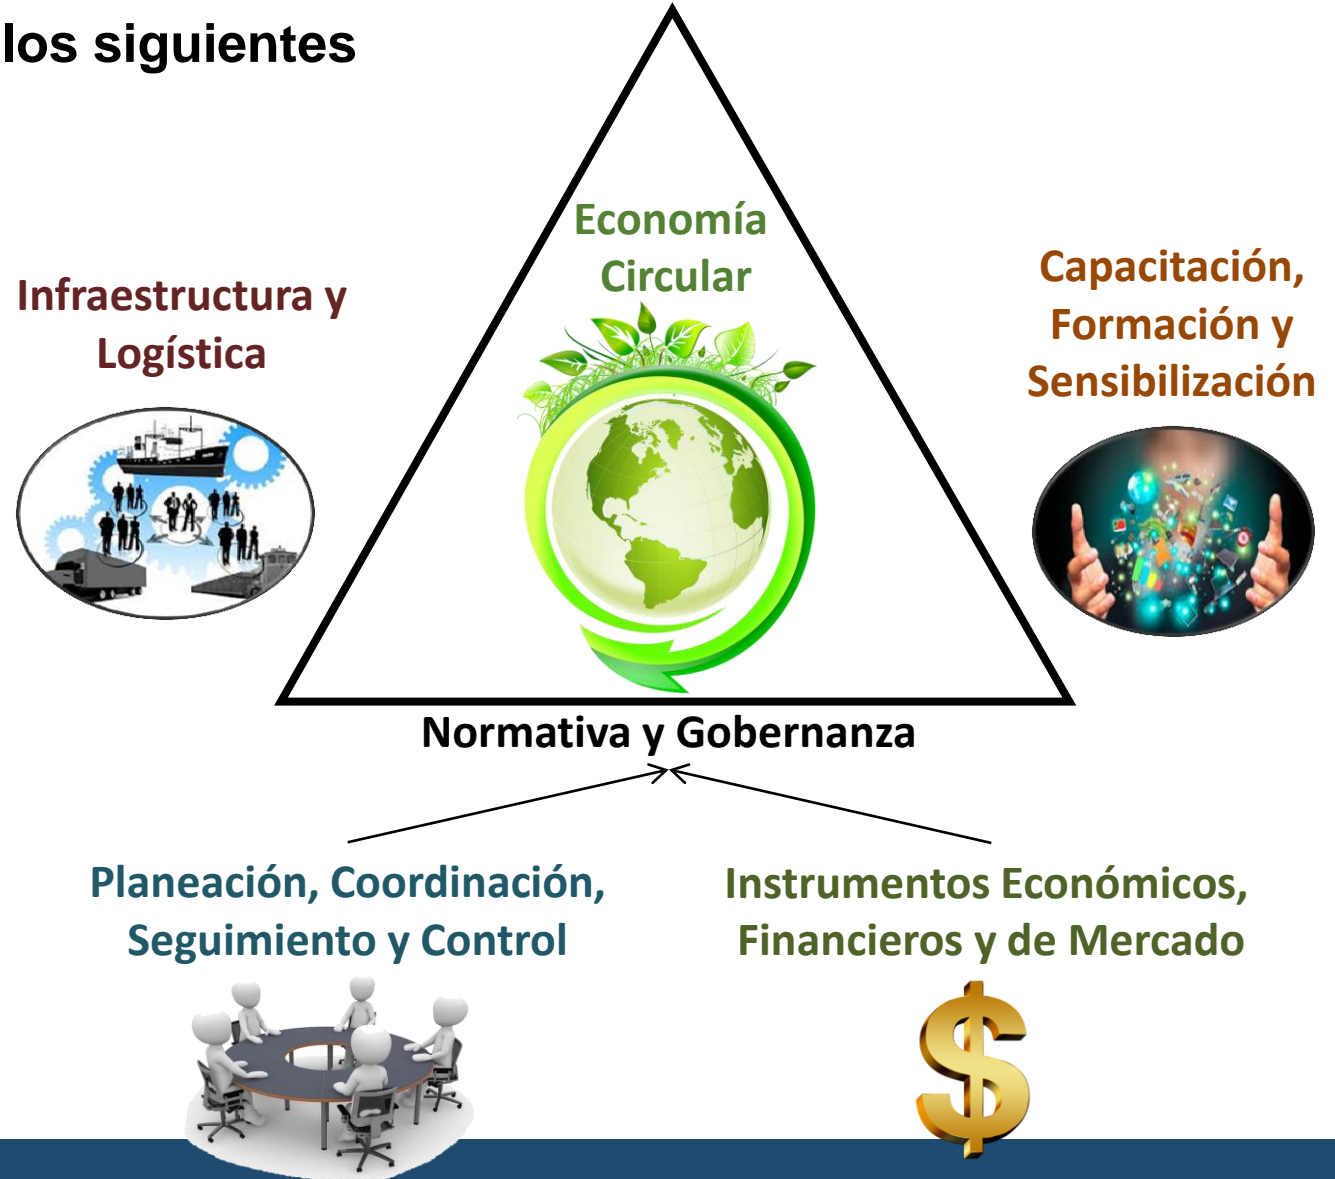 los siguientes
Economía
Circular
Infraestructura y
Logística
Capacitación,
Formación y
Sensibilización
Normativa y Gobernanza
Planeación, Coordinación,
Seguimiento y Control
Instrumentos Económicos,
Financieros y de Mercado
$